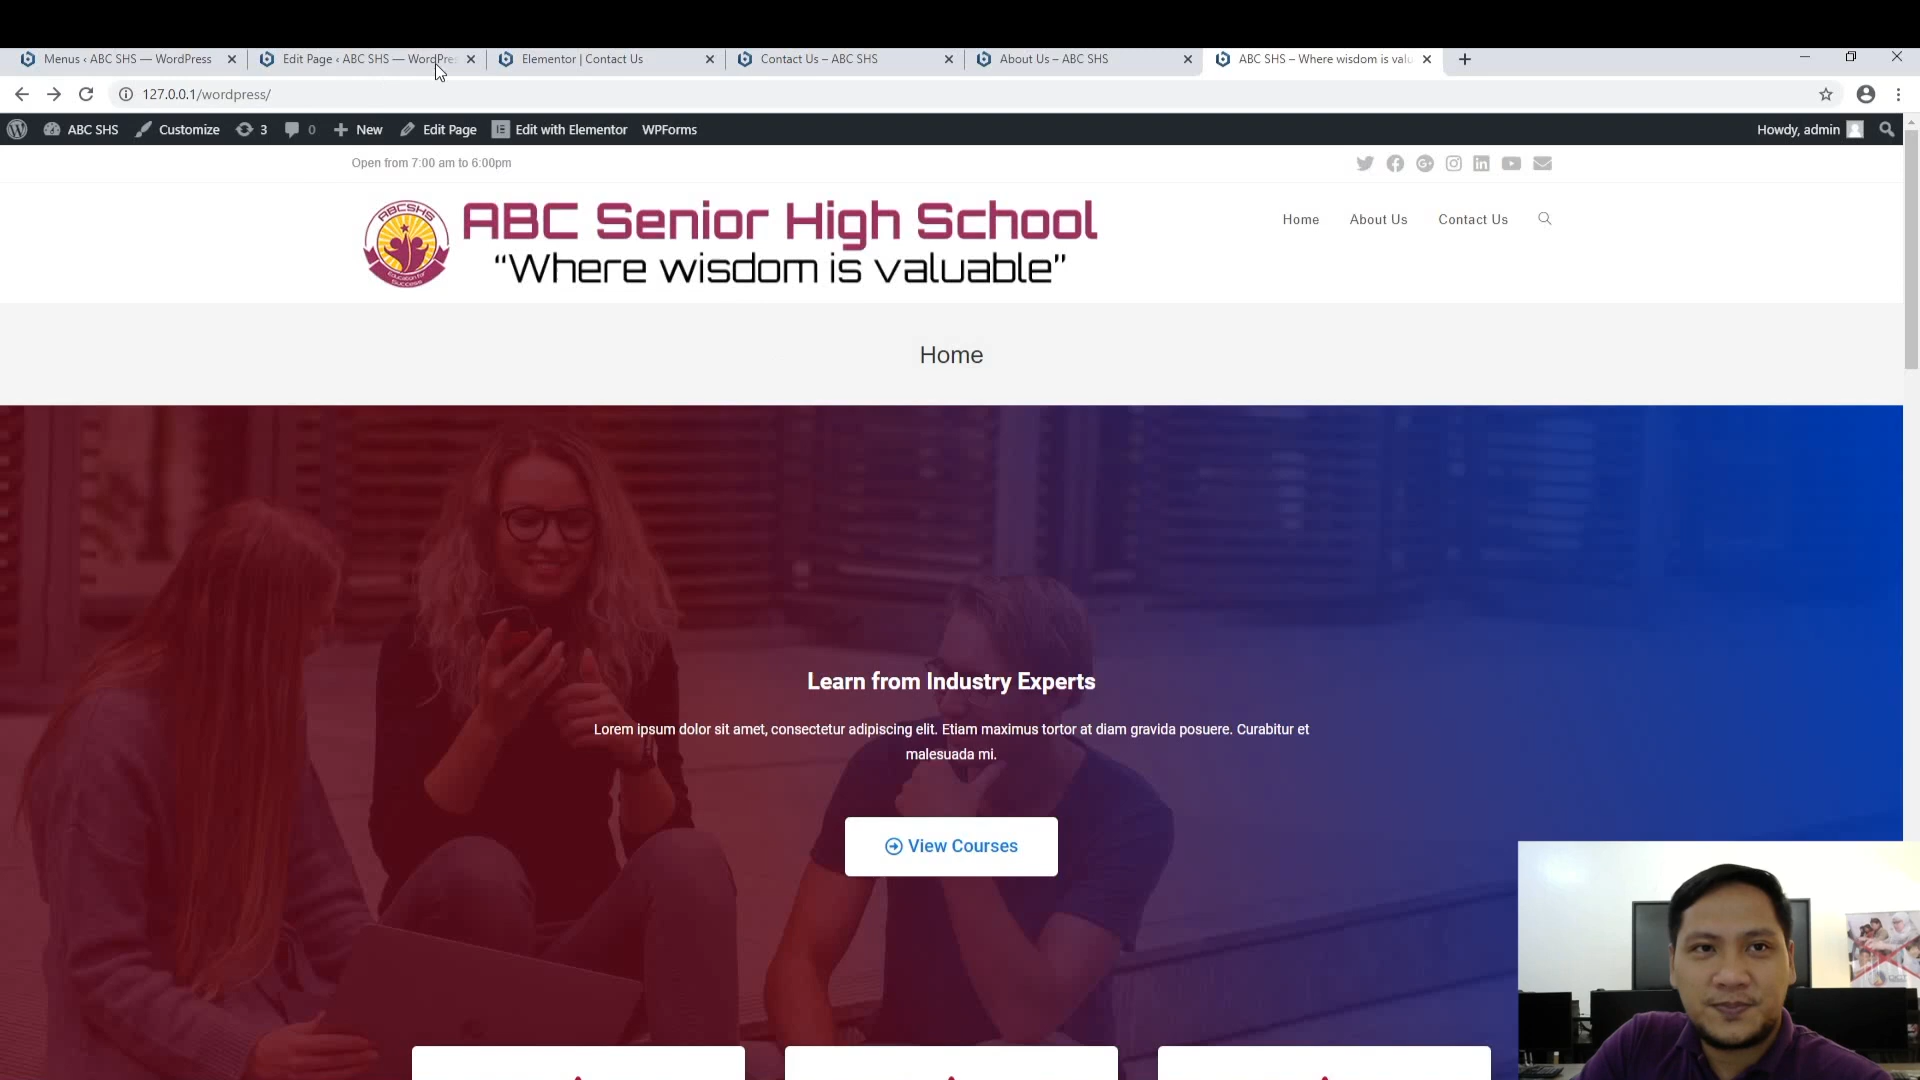 Menus ‹ ABC SHS — WordPress
Edit Page ‹ ABC SHS — WordPre
Elementor | Contact Us
Contact Us – ABC SHS
About Us – ABC SHS
ABC SHS – Where wisdom is valu
127.0.0.1/wordpress/
ABC SHS
Customize
3
0
New
Edit Page
Edit with Elementor
WPForms
Howdy, admin
Open from 7:00 am to 6:00pm
ABCSHS
Education for
Success
ABC Senior High School
“Where wisdom is valuable”
Home
About Us
Contact Us
Home
Learn from Industry Experts
Lorem ipsum dolor sit amet, consectetur adipiscing elit. Etiam maximus tortor at diam gravida posuere. Curabitur et
malesuada mi.
View Courses